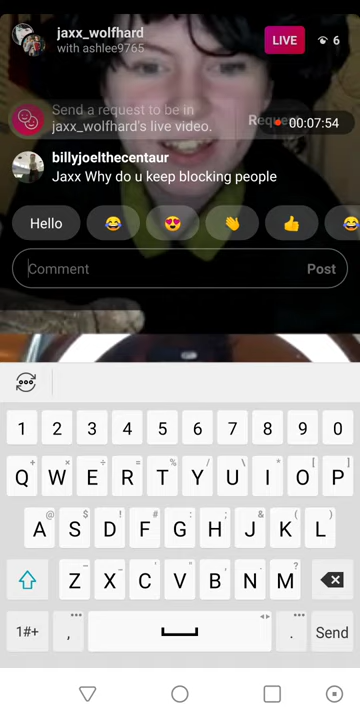 jaxx_wolfhard
with ashlee9765
LIVE
6
Send a request to be in
jaxx_wolfhard's live video.
00:07:54
billyjoelthecentaur
Jaxx Why do u keep blocking people
Hello
Comment
Post
1 2 3 4 5 6 7 8 9 0
+ × ÷ = % / _ * [ ]
Q W E R T Y U I O P
@ $ ! # : ; & ( )
A S D F G H J K L
Z X C V B N M
1#+ , . Send